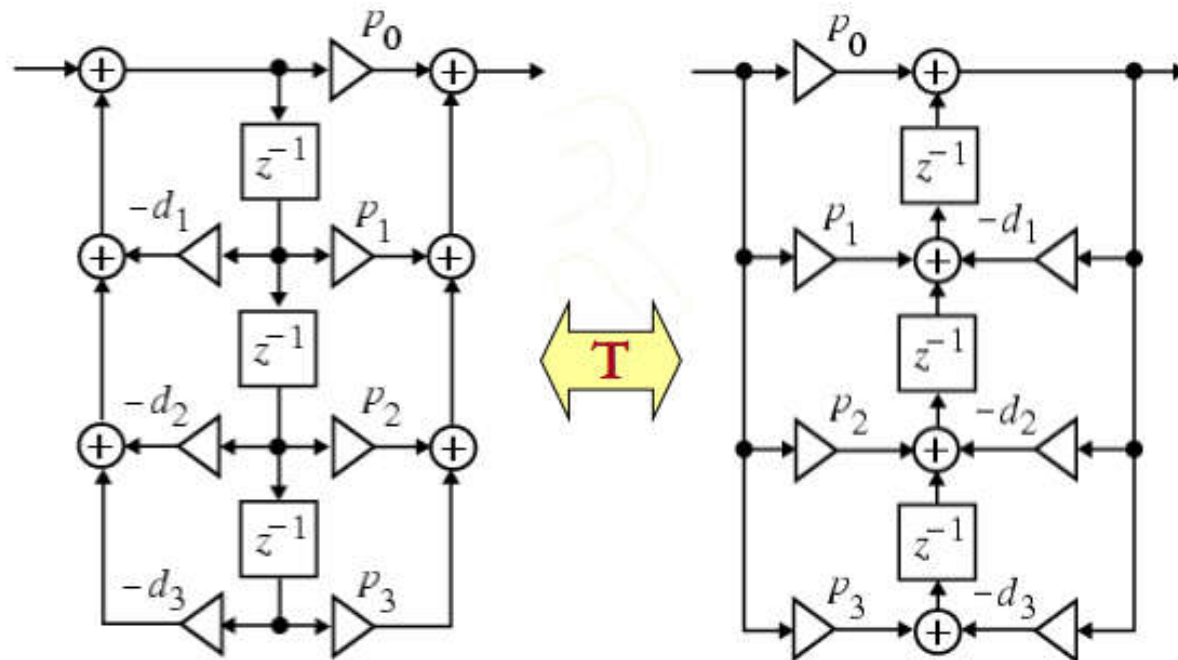 p₀
z⁻¹
−d₁ p₁
z⁻¹
−d₂ p₂
z⁻¹
−d₃ p₃
T
p₀
z⁻¹
p₁ −d₁
z⁻¹
p₂ −d₂
z⁻¹
p₃ −d₃